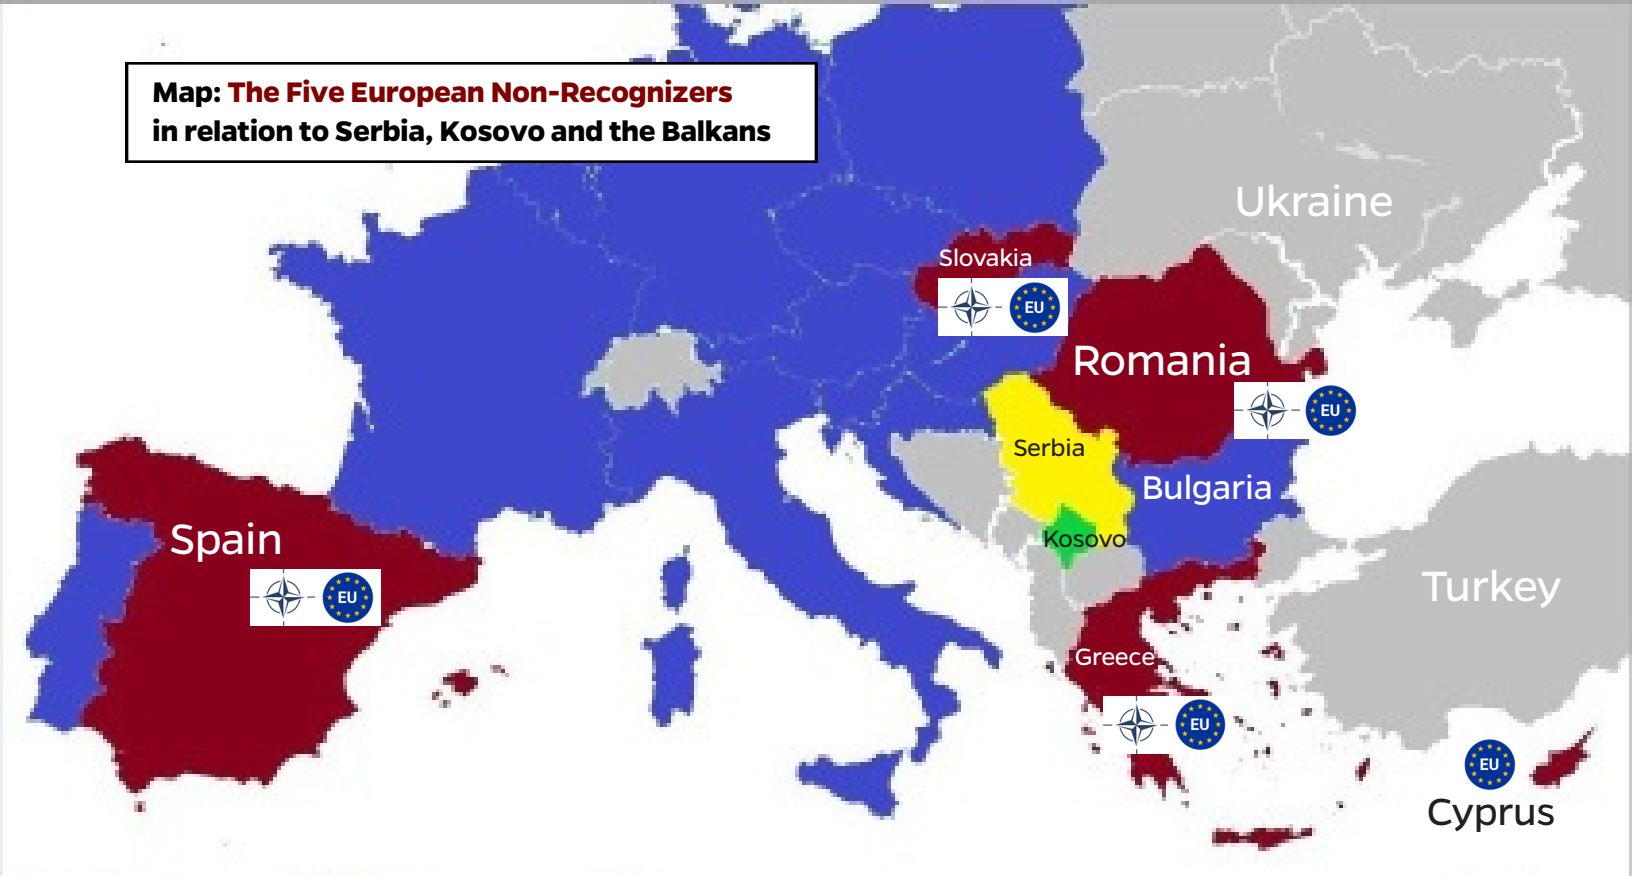 Map: The Five European Non-Recognizers
in relation to Serbia, Kosovo and the Balkans
Ukraine
Slovakia
EU
Romania
EU
Serbia
Bulgaria
Kosovo
Spain
EU
Turkey
Greece
EU
EU
Cyprus